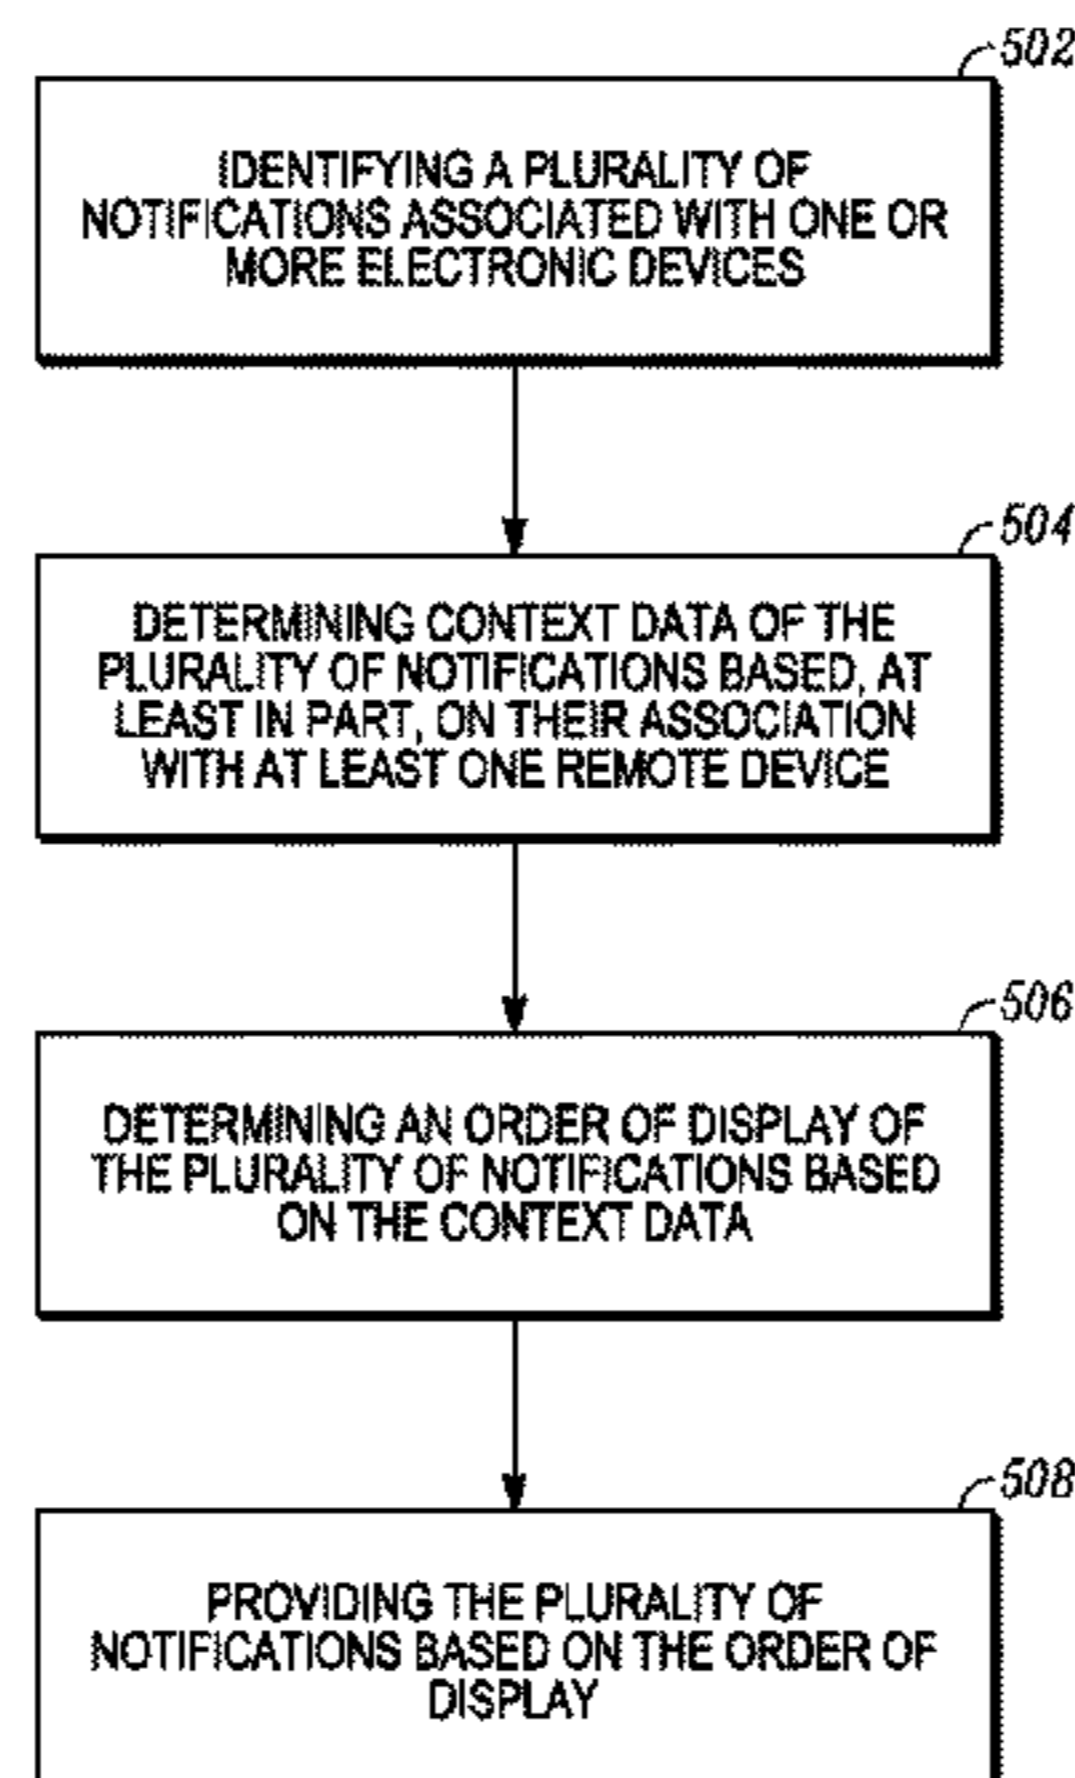 502
IDENTIFYING A PLURALITY OF
NOTIFICATIONS ASSOCIATED WITH ONE OR
MORE ELECTRONIC DEVICES
504
DETERMINING CONTEXT DATA OF THE
PLURALITY OF NOTIFICATIONS BASED, AT
LEAST IN PART, ON THEIR ASSOCIATION
WITH AT LEAST ONE REMOTE DEVICE
506
DETERMINING AN ORDER OF DISPLAY OF
THE PLURALITY OF NOTIFICATIONS BASED
ON THE CONTEXT DATA
508
PROVIDING THE PLURALITY OF
NOTIFICATIONS BASED ON THE ORDER OF
DISPLAY